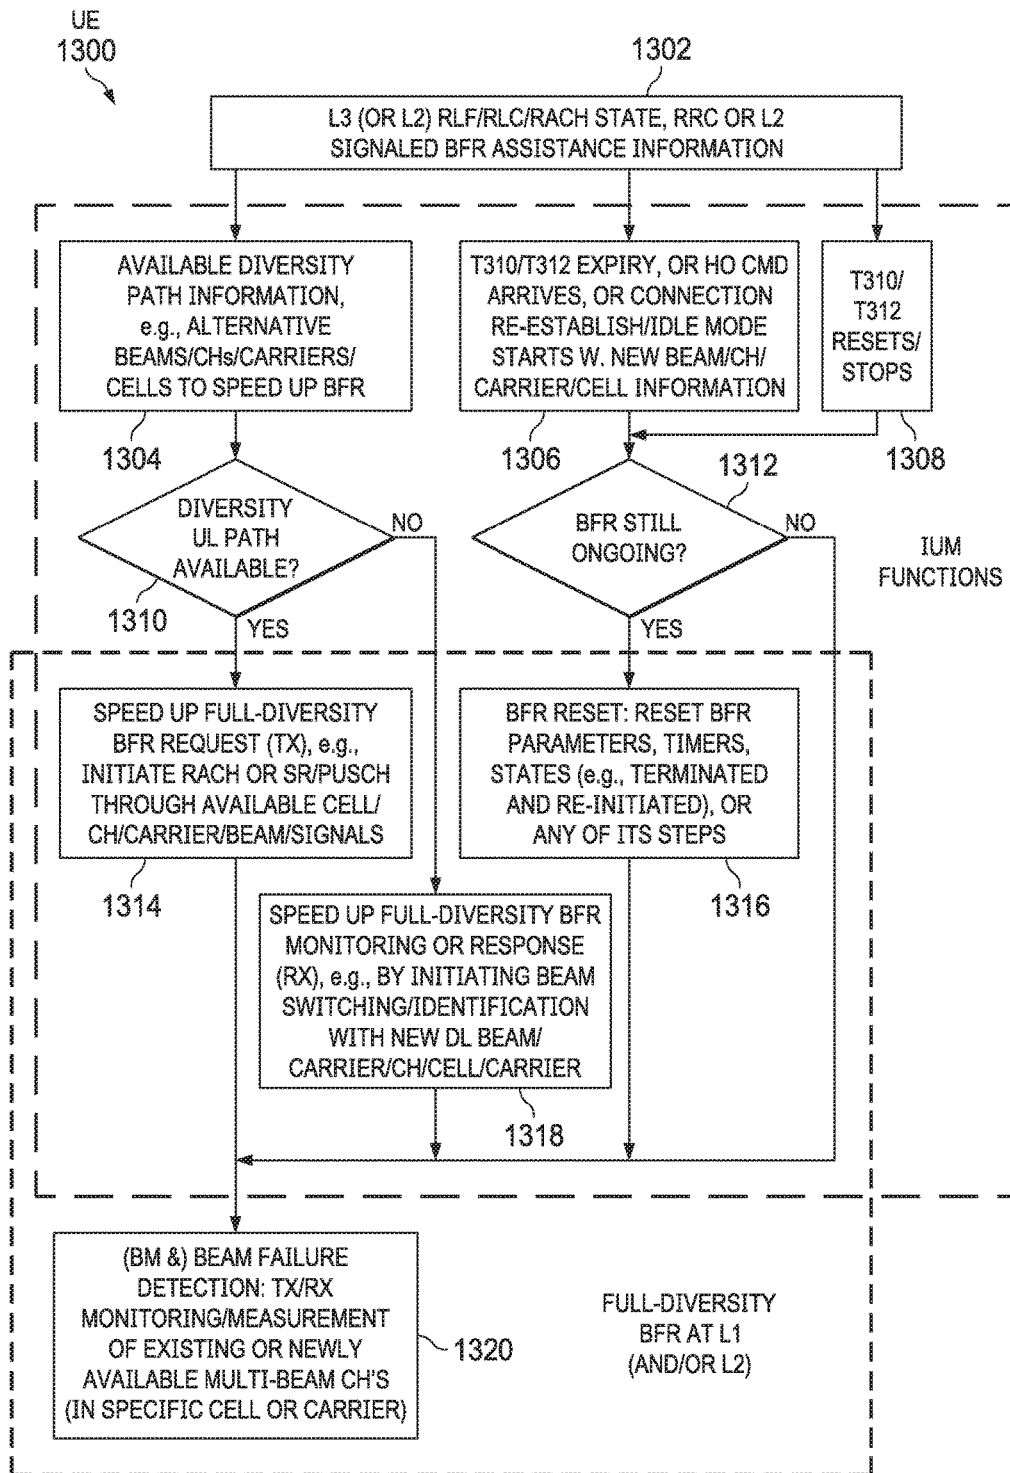 UE
1300
1302
L3 (OR L2) RLF/RLC/RACH STATE, RRC OR L2
SIGNALED BFR ASSISTANCE INFORMATION
AVAILABLE DIVERSITY
PATH INFORMATION,
e.g., ALTERNATIVE
BEAMS/CHs/CARRIERS/
CELLS TO SPEED UP BFR
1304
T310/T312 EXPIRY, OR HO CMD
ARRIVES, OR CONNECTION
RE-ESTABLISH/IDLE MODE
STARTS W. NEW BEAM/CH/
CARRIER/CELL INFORMATION
1306
T310/
T312
RESETS/
STOPS
1308
DIVERSITY
UL PATH
AVAILABLE?
1310
NO
YES
1312
BFR STILL
ONGOING?
NO
YES
IUM
FUNCTIONS
SPEED UP FULL-DIVERSITY
BFR REQUEST (TX), e.g.,
INITIATE RACH OR SR/PUSCH
THROUGH AVAILABLE CELL/
CH/CARRIER/BEAM/SIGNALS
1314
BFR RESET: RESET BFR
PARAMETERS, TIMERS,
STATES (e.g., TERMINATED
AND RE-INITIATED), OR
ANY OF ITS STEPS
1316
SPEED UP FULL-DIVERSITY BFR
MONITORING OR RESPONSE
(RX), e.g., BY INITIATING BEAM
SWITCHING/IDENTIFICATION
WITH NEW DL BEAM/
CARRIER/CH/CELL/CARRIER
1318
(BM &) BEAM FAILURE
DETECTION: TX/RX
MONITORING/MEASUREMENT
OF EXISTING OR NEWLY
AVAILABLE MULTI-BEAM CH'S
(IN SPECIFIC CELL OR CARRIER)
1320
FULL-DIVERSITY
BFR AT L1
(AND/OR L2)